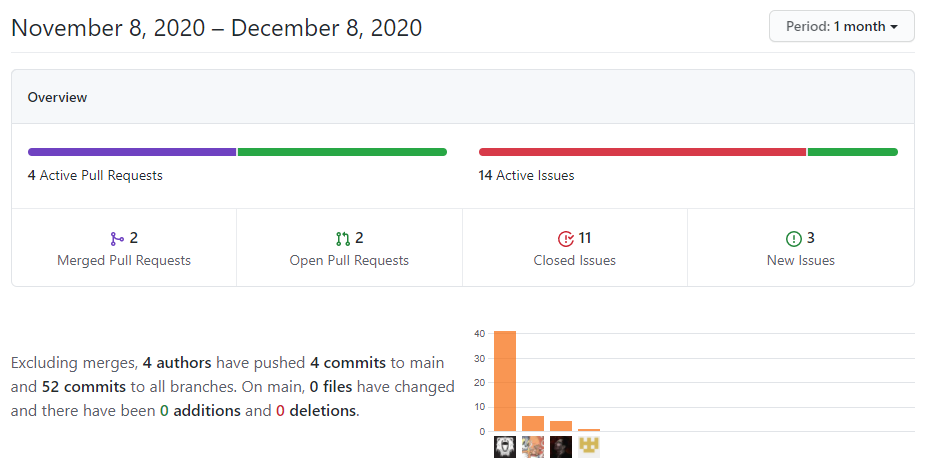 November 8, 2020 – December 8, 2020
Period: 1 month
Overview
4 Active Pull Requests
14 Active Issues
2
Merged Pull Requests
2
Open Pull Requests
11
Closed Issues
3
New Issues
Excluding merges, 4 authors have pushed 4 commits to main
and 52 commits to all branches. On main, 0 files have changed
and there have been 0 additions and 0 deletions.
40
30
20
10
0